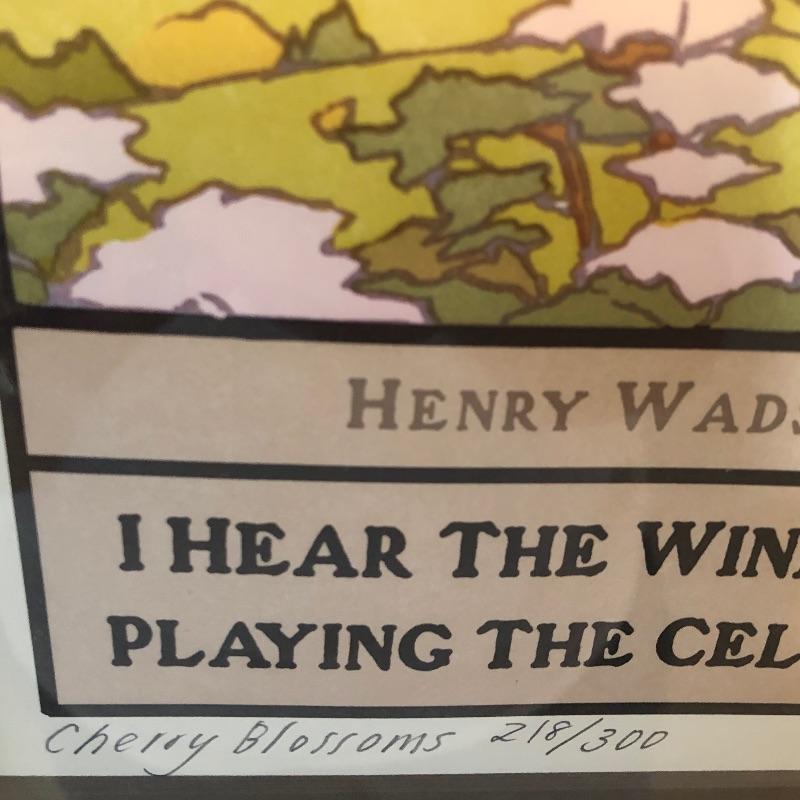 HENRY WADS
I HEAR THE WIN
PLAYING THE CEL
Cherry Blossoms 218/300